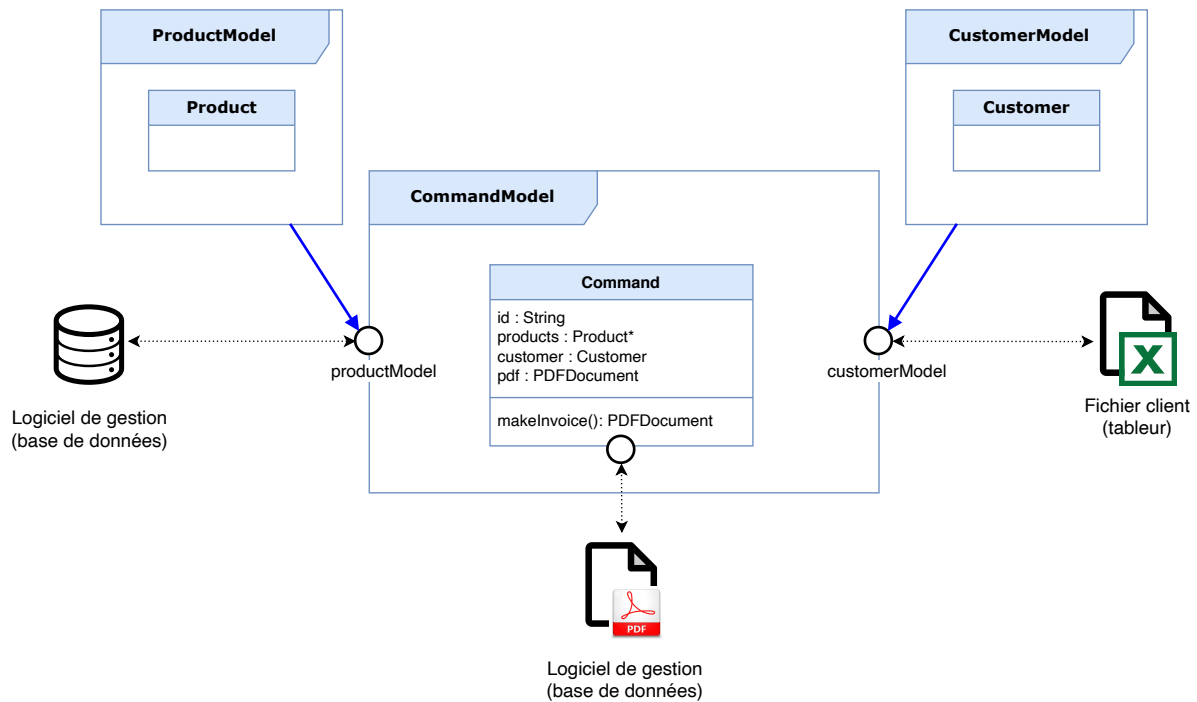 ProductModel
Product
CustomerModel
Customer
CommandModel
Command
id : String
products : Product*
customer : Customer
pdf : PDFDocument
makeInvoice(): PDFDocument
productModel
customerModel
Logiciel de gestion
(base de données)
X
Fichier client
(tableur)
PDF
Logiciel de gestion
(base de données)